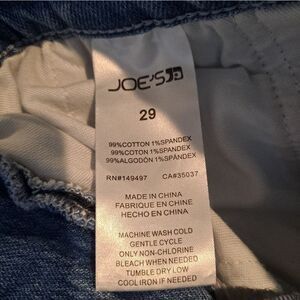 JOE'S
29
99%COTTON 1%SPANDEX
99%COTON 1%SPANDEX
99%ALGODÓN 1%SPANDEX
RN#149497 CA#35037
MADE IN CHINA
FABRIQUE EN CHINE
HECHO EN CHINA
MACHINE WASH COLD
GENTLE CYCLE
ONLY NON-CHLORINE
BLEACH WHEN NEEDED
TUMBLE DRY LOW
COOL IRON IF NEEDED